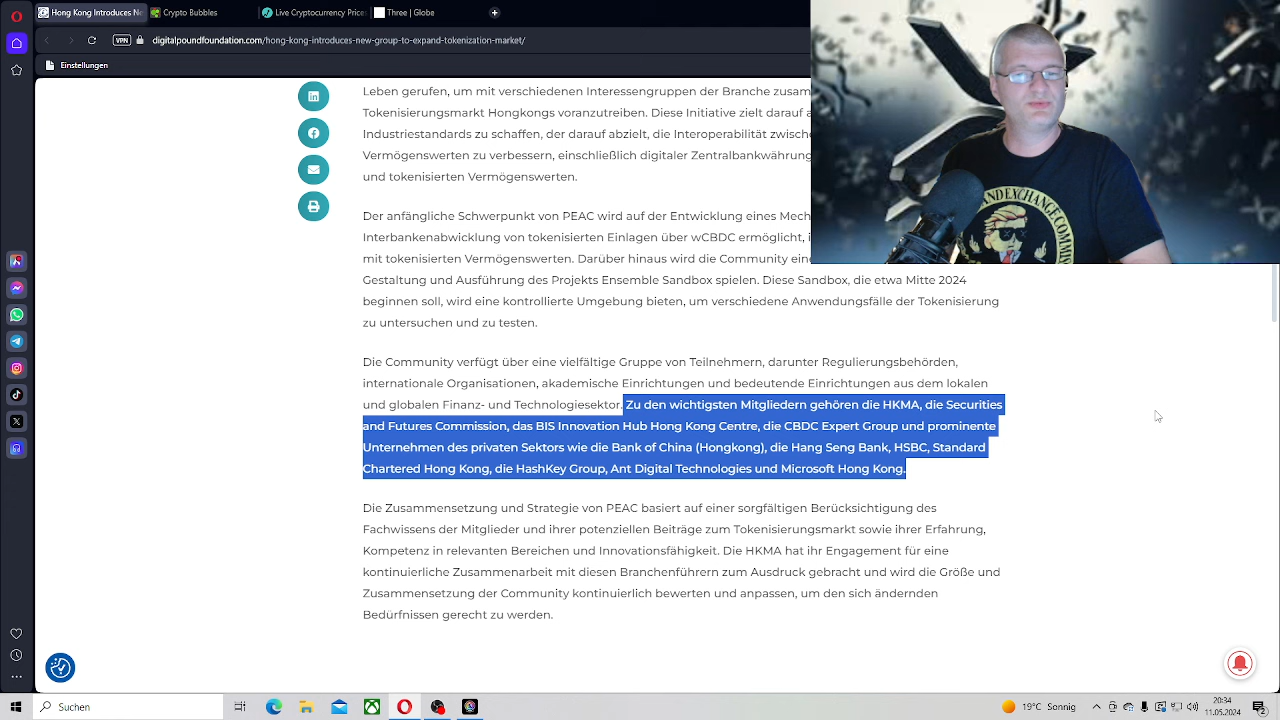 Hong Kong Introduces Ne
Crypto Bubbles
Live Cryptocurrency Price
Three | Globe
VPN
digitalpoundfoundation.com/hong-kong-introduces-new-group-to-expand-tokenization-market/
Einstellungen
Leben gerufen, um mit verschiedenen Interessengruppen der Branche zusam
Tokenisierungsmarkt Hongkongs voranzutreiben. Diese Initiative zielt darauf a
Industriestandards zu schaffen, der darauf abzielt, die Interoperabilität zwisch
Vermögenswerten zu verbessern, einschließlich digitaler Zentralbankwährung
und tokenisierten Vermögenswerten.
Der anfängliche Schwerpunkt von PEAC wird auf der Entwicklung eines Mech
Interbankenabwicklung von tokenisierten Einlagen über wCBDC ermöglicht, i
mit tokenisierten Vermögenswerten. Darüber hinaus wird die Community ein
Gestaltung und Ausführung des Projekts Ensemble Sandbox spielen. Diese Sandbox, die etwa Mitte 2024
beginnen soll, wird eine kontrollierte Umgebung bieten, um verschiedene Anwendungsfälle der Tokenisierung
zu untersuchen und zu testen.
Die Community verfügt über eine vielfältige Gruppe von Teilnehmern, darunter Regulierungsbehörden,
internationale Organisationen, akademische Einrichtungen und bedeutende Einrichtungen aus dem lokalen
und globalen Finanz- und Technologiesektor. Zu den wichtigsten Mitgliedern gehören die HKMA, die Securities
and Futures Commission, das BIS Innovation Hub Hong Kong Centre, die CBDC Expert Group und prominente
Unternehmen des privaten Sektors wie die Bank of China (Hongkong), die Hang Seng Bank, HSBC, Standard
Chartered Hong Kong, die HashKey Group, Ant Digital Technologies und Microsoft Hong Kong.
Die Zusammensetzung und Strategie von PEAC basiert auf einer sorgfältigen Berücksichtigung des
Fachwissens der Mitglieder und ihrer potenziellen Beiträge zum Tokenisierungsmarkt sowie ihrer Erfahrung,
Kompetenz in relevanten Bereichen und Innovationsfähigkeit. Die HKMA hat ihr Engagement für eine
kontinuierliche Zusammenarbeit mit diesen Branchenführern zum Ausdruck gebracht und wird die Größe und
Zusammensetzung der Community kontinuierlich bewerten und anpassen, um den sich ändernden
Bedürfnissen gerecht zu werden.
Suchen
19°C Sonnig
20:34
11.05.2024